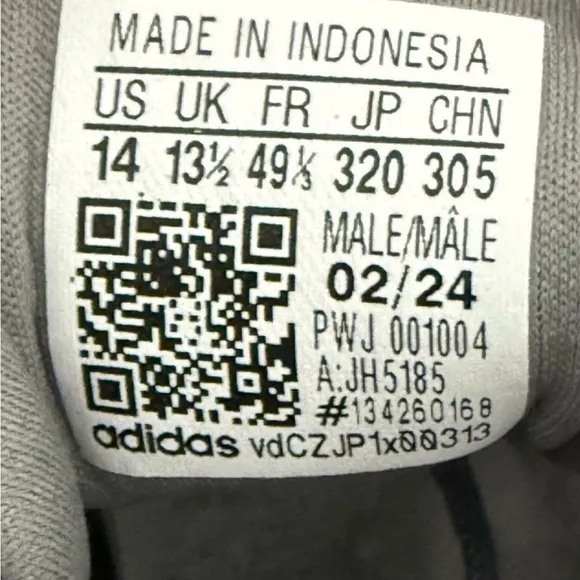 MADE IN INDONESIA
US UK FR JP CHN
14 13½ 49⅓ 320 305
MALE/MÂLE
02/24
PWJ 001004
A:JH5185
#134260168
adidas vdCZJP1x00313